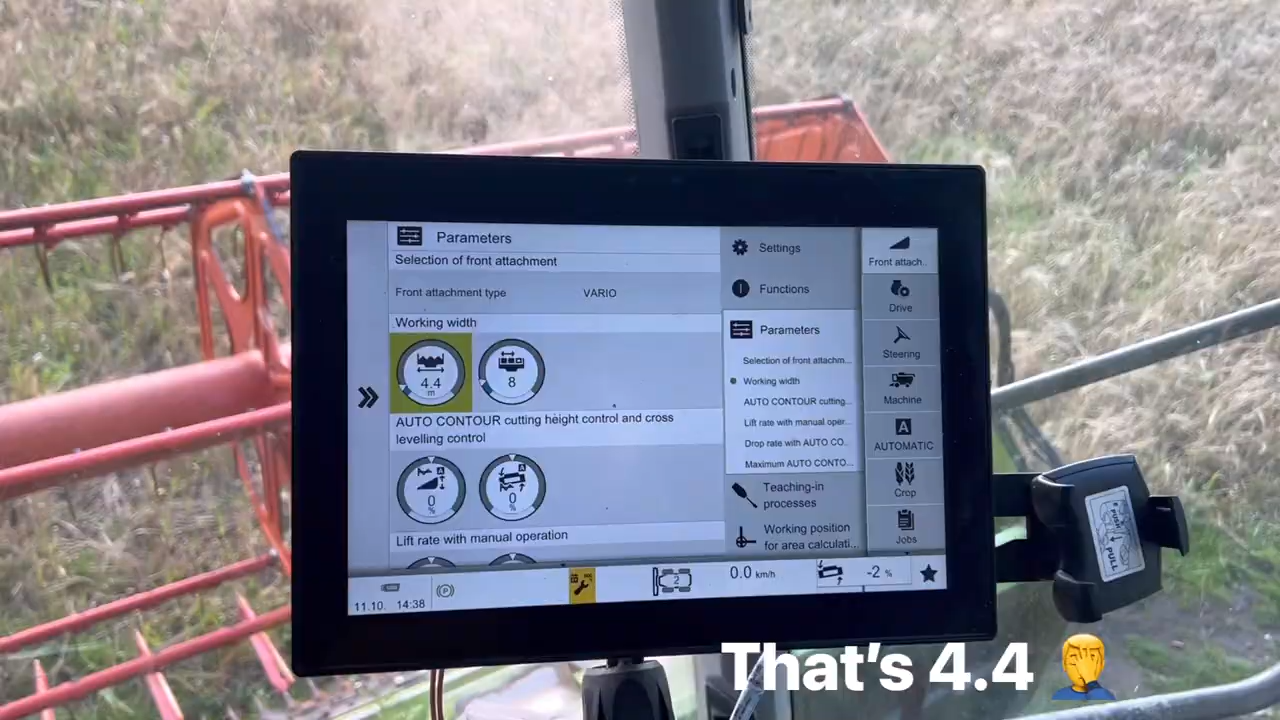 Parameters
Selection of front attachment
Front attachment type VARIO
Working width
4.4
m
8
AUTO CONTOUR cutting height control and cross
levelling control
0
%
0
%
Lift rate with manual operation
Settings
Functions
Parameters
Selection of front attachm...
Working width
AUTO CONTOUR cutting...
Lift rate with manual oper...
Drop rate with AUTO CO...
Maximum AUTO CONTO...
Teaching-in
processes
Working position
for area calculati...
Front attach..
Drive
Steering
Machine
A
AUTOMATIC
Crop
Jobs
11.10. 14:38
P
2
0.0 km/h
-2 %
PUSH
PULL
That's 4.4 🤦